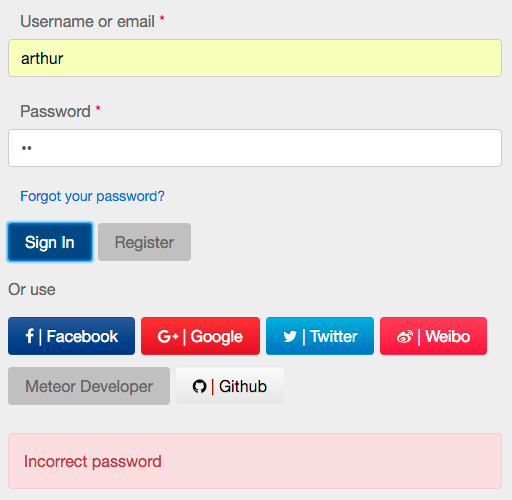 Username or email *
arthur
Password *
••
Forgot your password?
Sign In Register
Or use
| Facebook G+ | Google | Twitter | Weibo
Meteor Developer | Github
Incorrect password